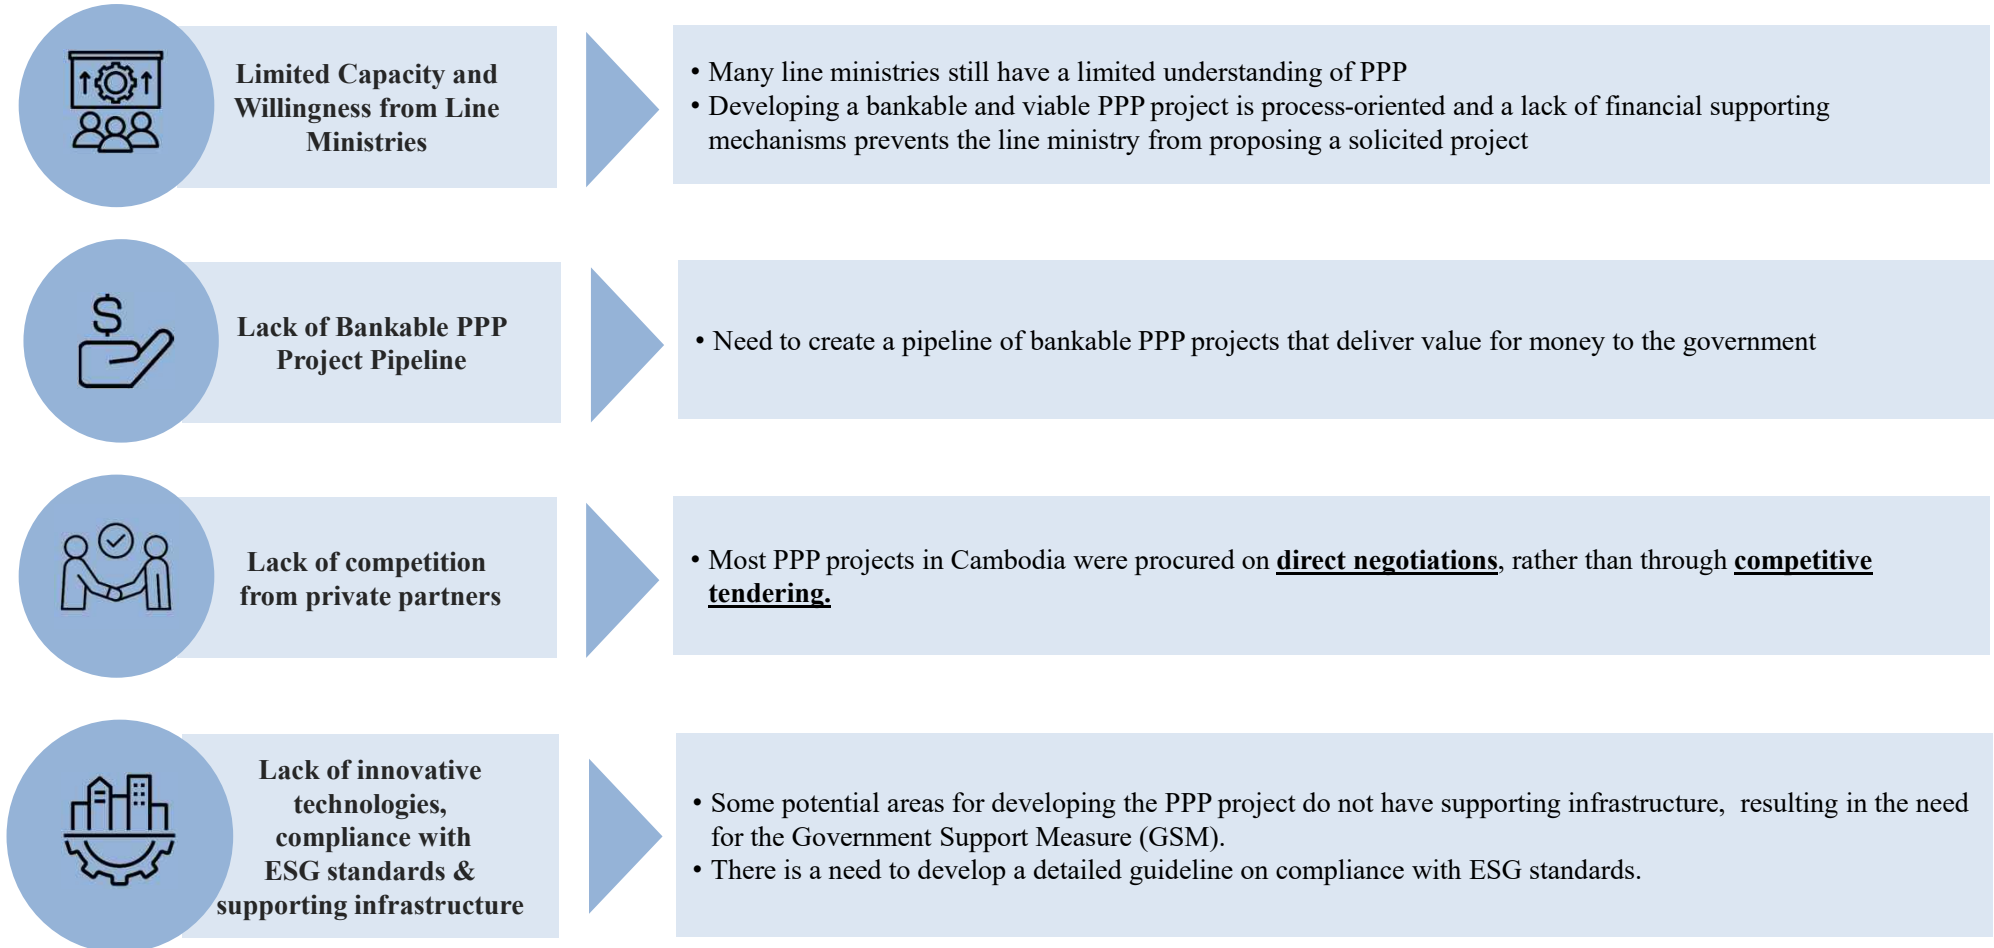 Limited Capacity and
Willingness from Line
Ministries
• Many line ministries still have a limited understanding of PPP
• Developing a bankable and viable PPP project is process-oriented and a lack of financial supporting
mechanisms prevents the line ministry from proposing a solicited project
$
Lack of Bankable PPP
Project Pipeline
• Need to create a pipeline of bankable PPP projects that deliver value for money to the government
Lack of competition
from private partners
• Most PPP projects in Cambodia were procured on direct negotiations, rather than through competitive
tendering.
Lack of innovative
technologies,
compliance with
ESG standards &
supporting infrastructure
• Some potential areas for developing the PPP project do not have supporting infrastructure, resulting in the need
for the Government Support Measure (GSM).
• There is a need to develop a detailed guideline on compliance with ESG standards.